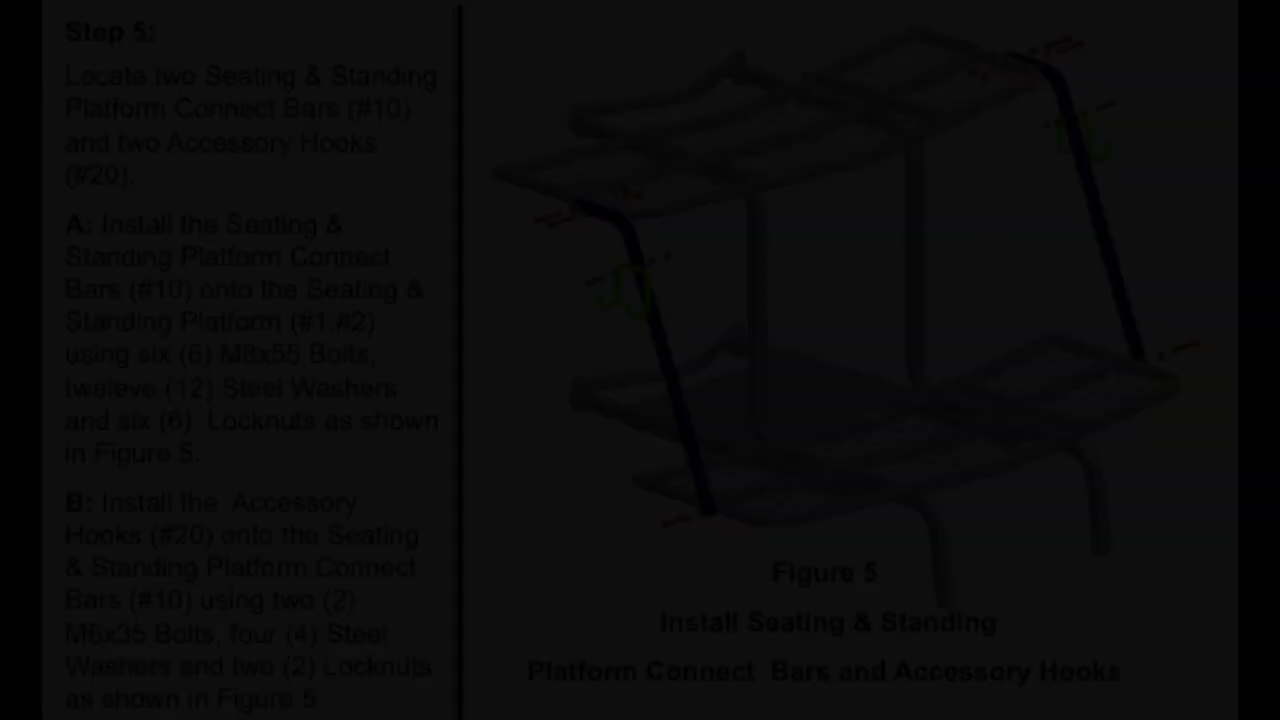 Step 5:
Locate two Seating & Standing
Platform Connect Bars (#10)
and two Accessory Hooks
(#20).
A: Install the Seating &
Standing Platform Connect
Bars (#10) onto the Seating &
Standing Platform (#1,#2)
using six (6) M8x55 Bolts,
tweleve (12) Steel Washers
and six (6) Locknuts as shown
in Figure 5.
B: Install the Accessory
Hooks (#20) onto the Seating
& Standing Platform Connect
Bars (#10) using two (2)
M6x35 Bolts, four (4) Steel
Washers and two (2) Locknuts
as shown in Figure 5
Figure 5
Install Seating & Standing
Platform Connect Bars and Accessory Hooks